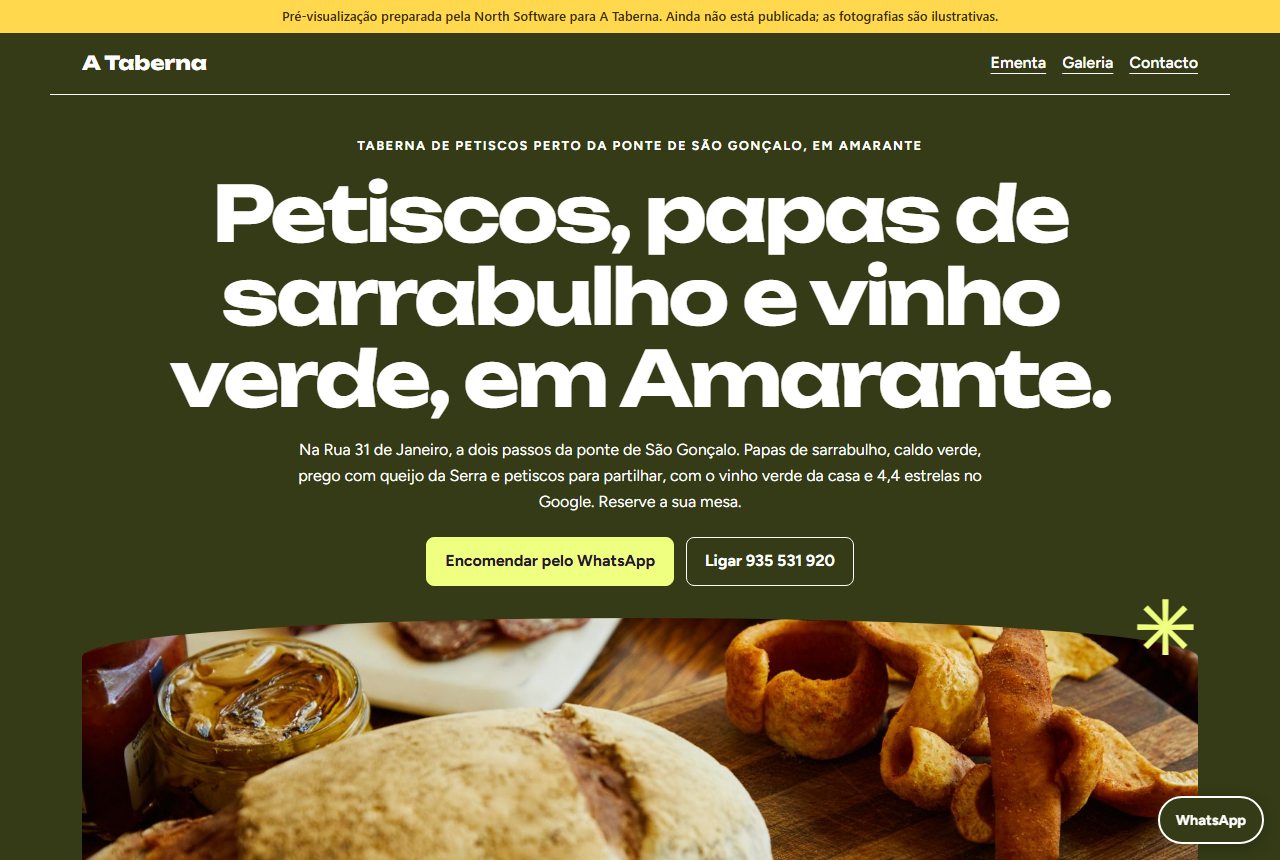 Pré-visualização preparada pela North Software para A Taberna. Ainda não está publicada; as fotografias são ilustrativas.
A Taberna
Ementa Galeria Contacto
TABERNA DE PETISCOS PERTO DA PONTE DE SÃO GONÇALO, EM AMARANTE
Petiscos, papas de
sarrabulho e vinho
verde, em Amarante.
Na Rua 31 de Janeiro, a dois passos da ponte de São Gonçalo. Papas de sarrabulho, caldo verde,
prego com queijo da Serra e petiscos para partilhar, com o vinho verde da casa e 4,4 estrelas no
Google. Reserve a sua mesa.
Encomendar pelo WhatsApp
Ligar 935 531 920
WhatsApp